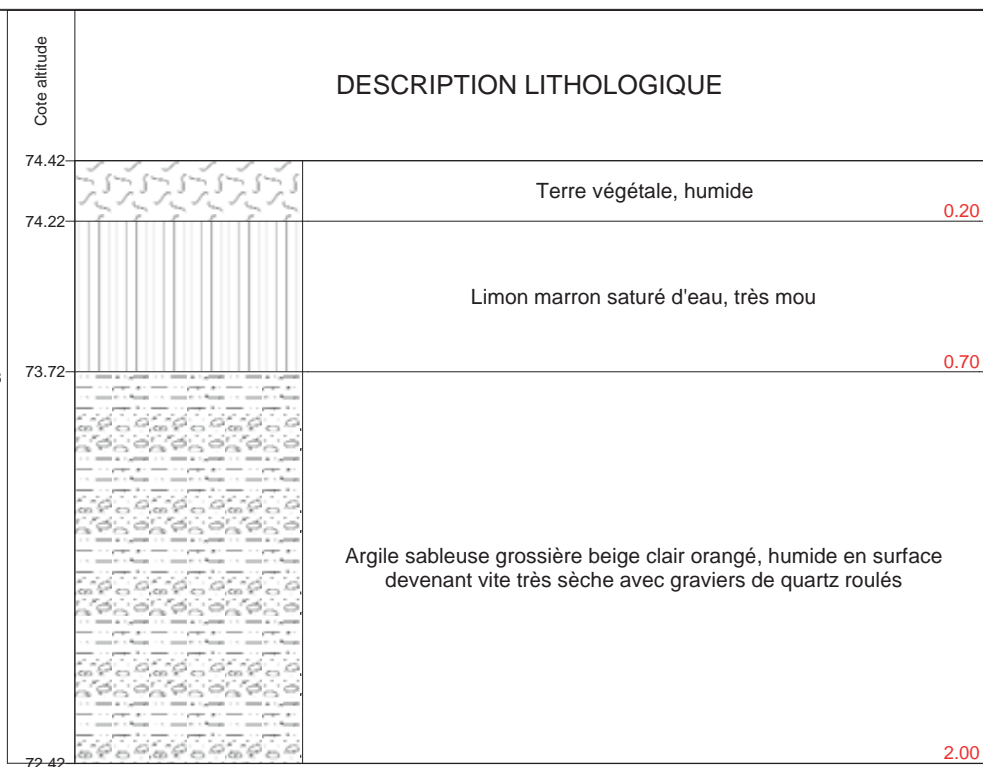 Cote altitude
DESCRIPTION LITHOLOGIQUE
74.42
Terre végétale, humide
0.20
74.22
Limon marron saturé d'eau, très mou
0.70
73.72
Argile sableuse grossière beige clair orangé, humide en surface
devenant vite très sèche avec graviers de quartz roulés
2.00
72.42